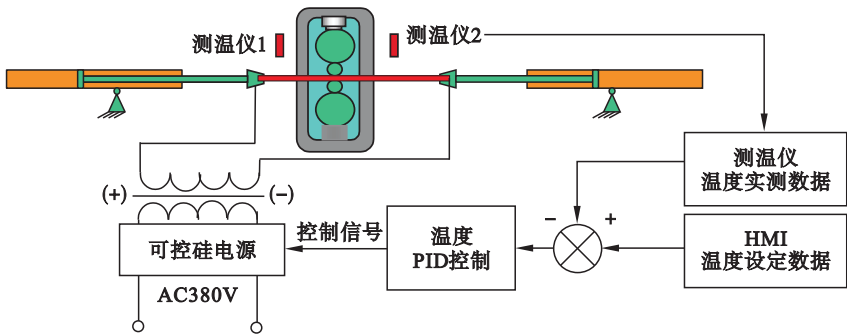 测温仪1
测温仪2
测温仪
温度实测数据
(+)
(-)
-
+
可控硅电源
控制信号
温度
PID控制
HMI
温度设定数据
AC380V